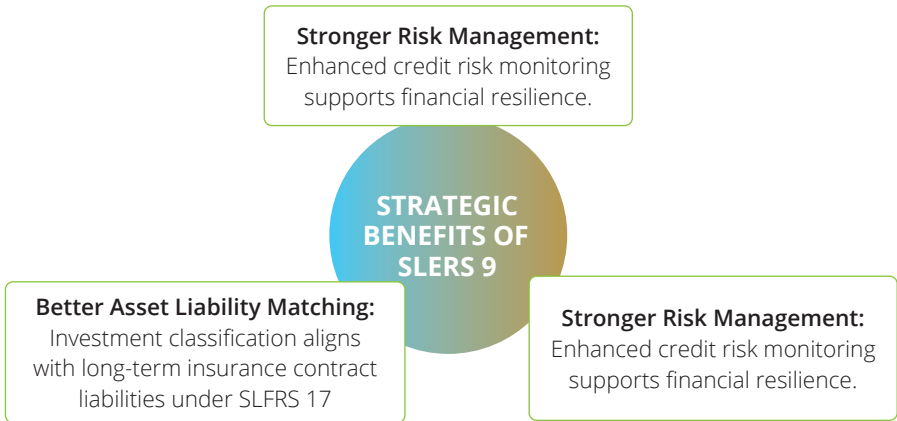 Stronger Risk Management:
Enhanced credit risk monitoring
supports financial resilience.
STRATEGIC
BENEFITS OF
SLERS 9
Better Asset Liability Matching:
Investment classification aligns
with long-term insurance contract
liabilities under SLFRS 17
Stronger Risk Management:
Enhanced credit risk monitoring
supports financial resilience.